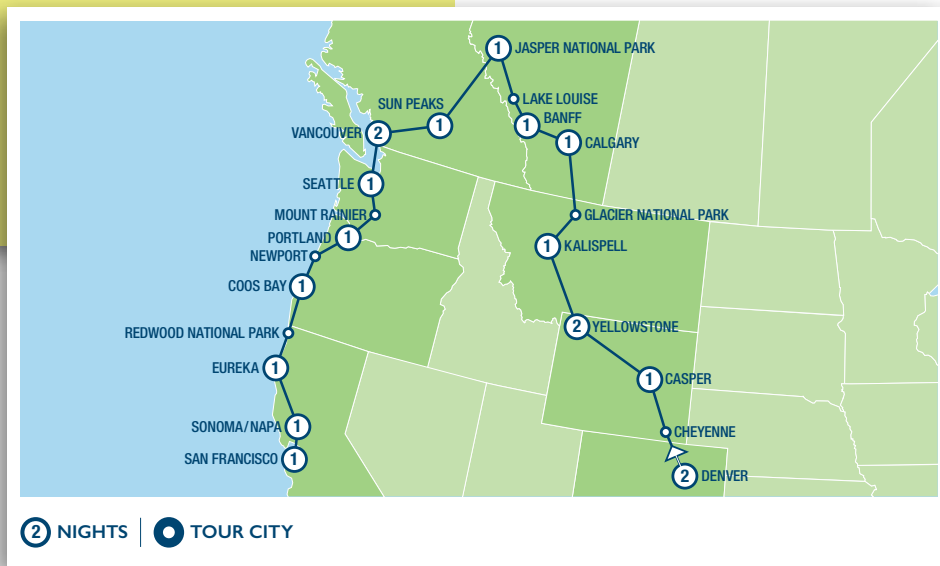 1 JASPER NATIONAL PARK
LAKE LOUISE
SUN PEAKS
1
1 BANFF
VANCOUVER 2
1 CALGARY
SEATTLE 1
MOUNT RAINIER
GLACIER NATIONAL PARK
PORTLAND 1
1 KALISPELL
NEWPORT
COOS BAY 1
2 YELLOWSTONE
REDWOOD NATIONAL PARK
EUREKA 1
1 CASPER
SONOMA/NAPA 1
CHEYENNE
SAN FRANCISCO 1
2 DENVER
2 NIGHTS | TOUR CITY